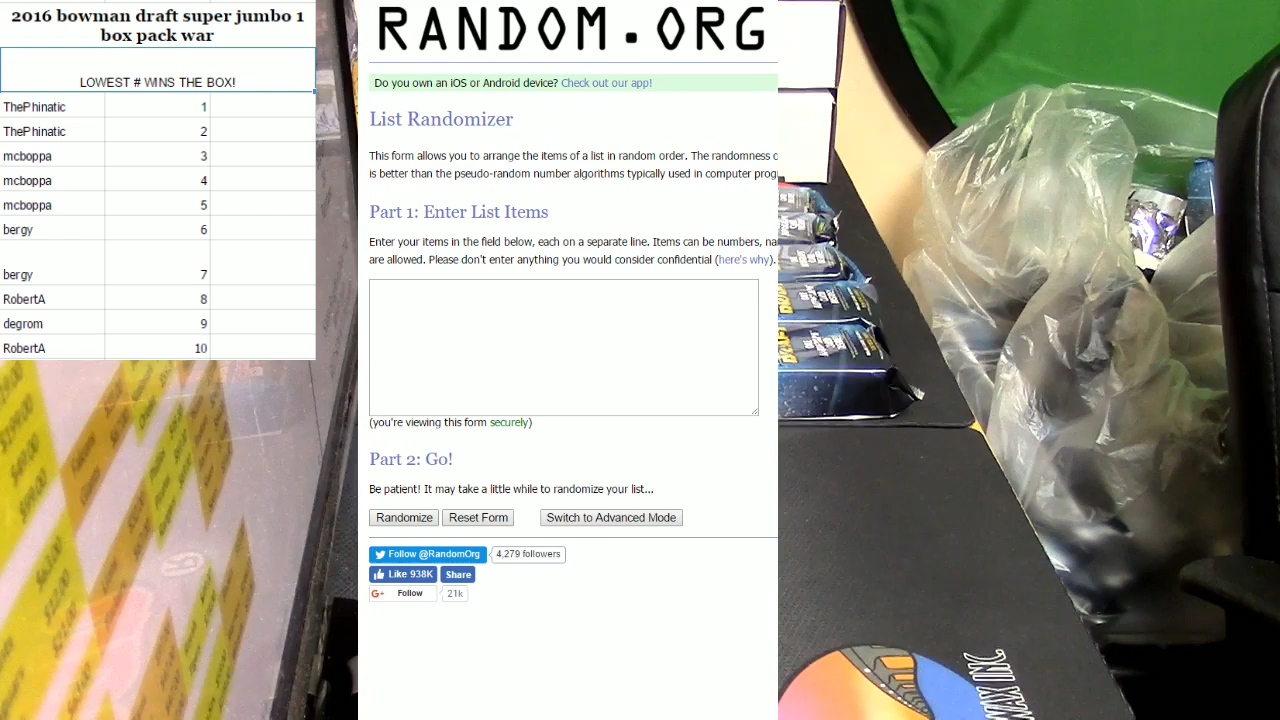 2016 bowman draft super jumbo 1
box pack war
LOWEST # WINS THE BOX!
ThePhinatic 1
ThePhinatic 2
mcboppa 3
mcboppa 4
mcboppa 5
bergy 6
bergy 7
RobertA 8
degrom 9
RobertA 10
RANDOM.ORG
Do you own an iOS or Android device? Check out our app!
List Randomizer
This form allows you to arrange the items of a list in random order. The randomness
is better than the pseudo-random number algorithms typically used in computer
Part 1: Enter List Items
Enter your items in the field below, each on a separate line. Items can be numbers,
are allowed. Please don't enter anything you would consider confidential (here's why).
(you're viewing this form securely)
Part 2: Go!
Be patient! It may take a little while to randomize your list...
Randomize Reset Form Switch to Advanced Mode
Follow @RandomOrg 4,279 followers
Like 938K Share
G+ Follow 21k
WAX INC